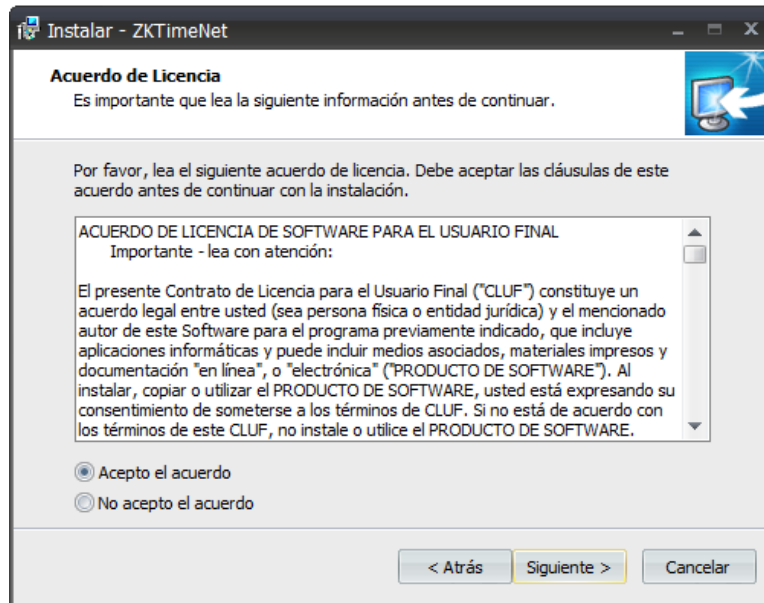 Instalar - ZKTimeNet
Acuerdo de Licencia
Es importante que lea la siguiente información antes de continuar.
Por favor, lea el siguiente acuerdo de licencia. Debe aceptar las cláusulas de este
acuerdo antes de continuar con la instalación.
ACUERDO DE LICENCIA DE SOFTWARE PARA EL USUARIO FINAL
Importante - lea con atención:
El presente Contrato de Licencia para el Usuario Final ("CLUF") constituye un
acuerdo legal entre usted (sea persona física o entidad jurídica) y el mencionado
autor de este Software para el programa previamente indicado, que incluye
aplicaciones informáticas y puede incluir medios asociados, materiales impresos y
documentación "en línea", o "electrónica" ("PRODUCTO DE SOFTWARE"). Al
instalar, copiar o utilizar el PRODUCTO DE SOFTWARE, usted está expresando su
consentimiento de someterse a los términos de CLUF. Si no está de acuerdo con
los términos de este CLUF, no instale o utilice el PRODUCTO DE SOFTWARE.
Acepto el acuerdo
No acepto el acuerdo
< Atrás Siguiente > Cancelar